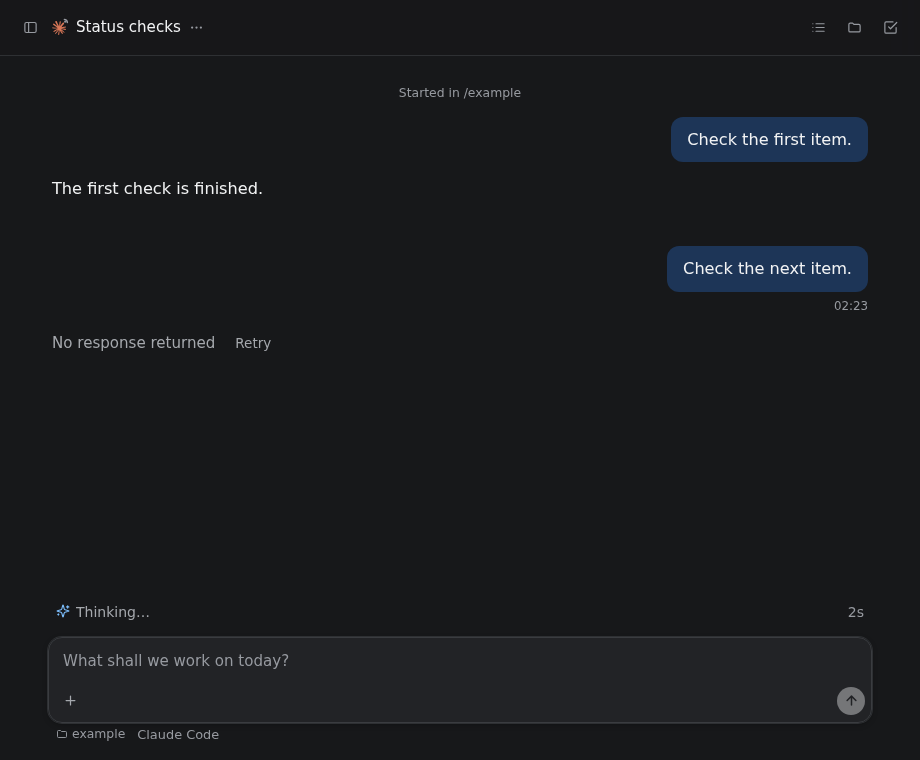 Status checks
Started in /example
Check the first item.
The first check is finished.
Check the next item.
02:23
No response returned Retry
Thinking... 2s
What shall we work on today?
example Claude Code